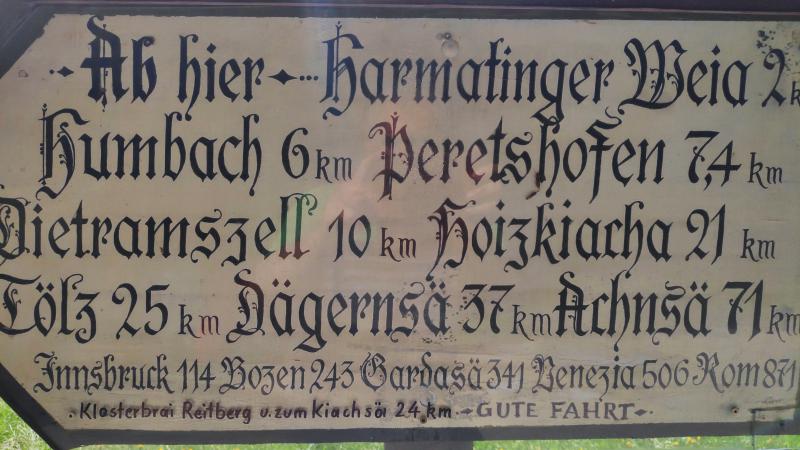 Ab hier Harmatinger Weia 2 k
Humbach 6 km Peretshofen 7,4 km
Dietramszell 10 km Hoizkiacha 21 km
Tölz 25 km Dägernsä 37 km Achnsä 71 km
Innsbruck 114 Bozen 243 Gardasä 341 Venezia 506 Rom 871
Klosterbrai Reitberg u. zum Kiachsöi 24 km GUTE FAHRT